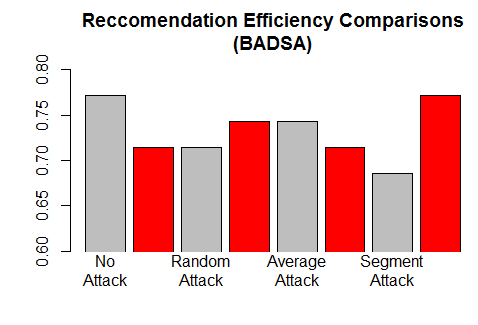 Reccomendation Efficiency Comparisons
(BADSA)
0.80
0.75
0.70
0.65
0.60
No Attack
Random Attack
Average Attack
Segment Attack